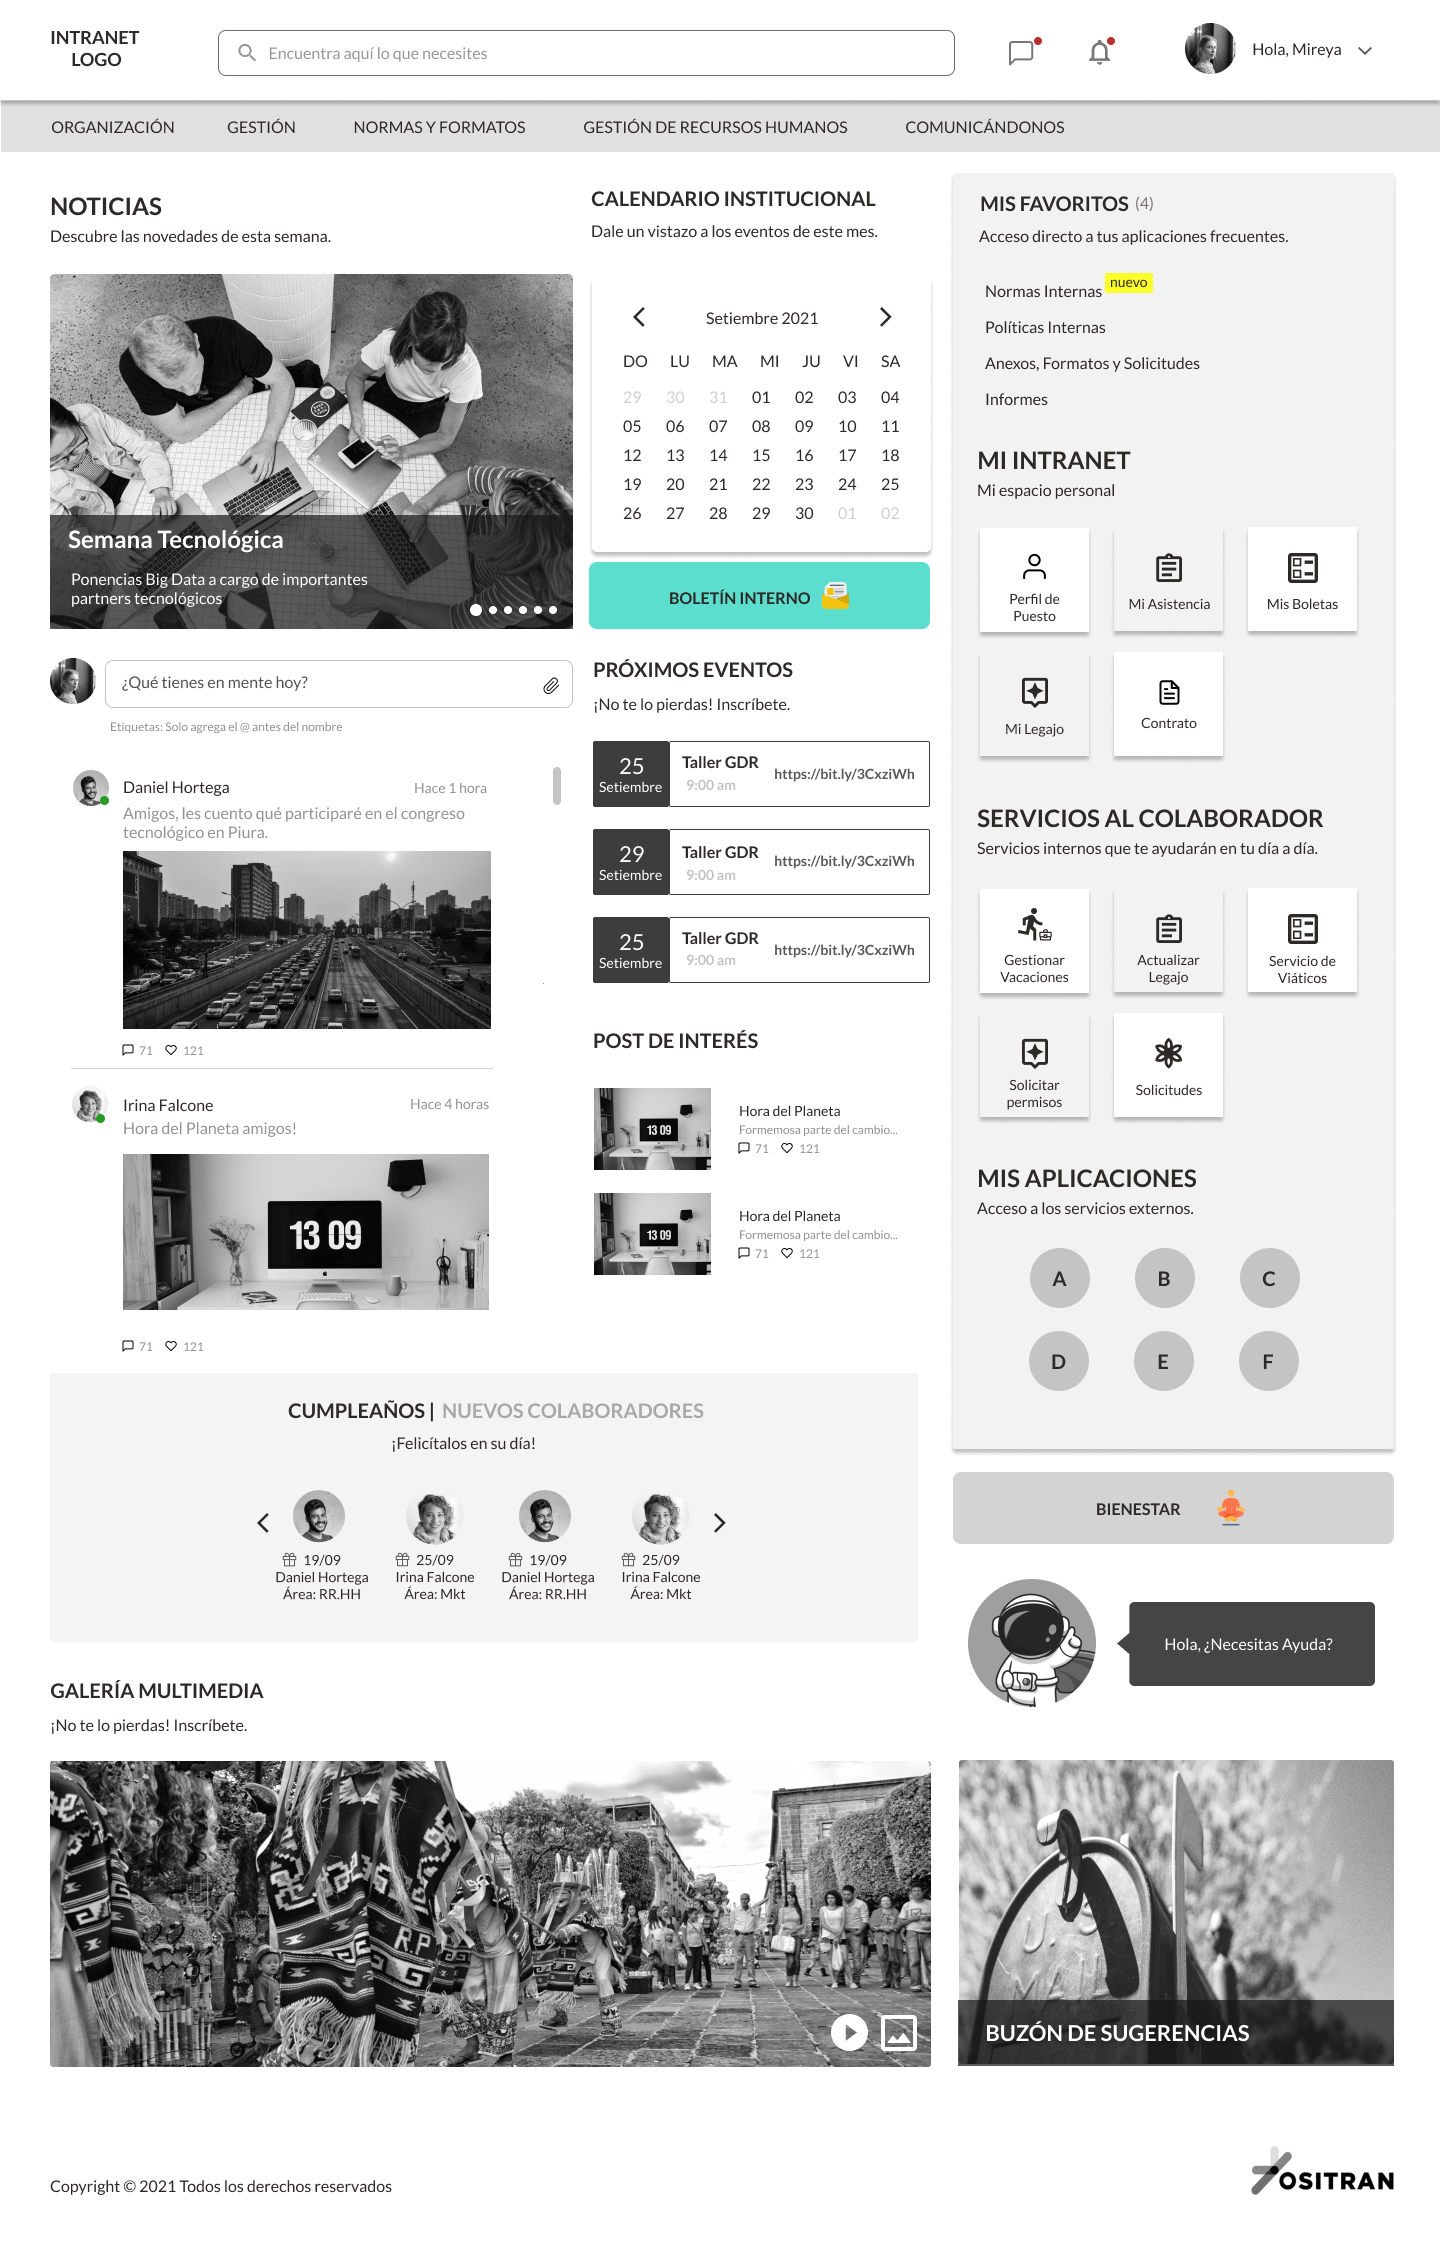 INTRANET
LOGO
Encuentra aquí lo que necesites
Hola, Mireya
ORGANIZACIÓN GESTIÓN NORMAS Y FORMATOS GESTIÓN DE RECURSOS HUMANOS COMUNICÁNDONOS
NOTICIAS
Descubre las novedades de esta semana.
Semana Tecnológica
Ponencias Big Data a cargo de importantes
partners tecnológicos
¿Qué tienes en mente hoy?
Etiquetas: Solo agrega el @ antes del nombre
Daniel Hortega Hace 1 hora
Amigos, les cuento qué participaré en el congreso
tecnológico en Piura.
71 121
Irina Falcone Hace 4 horas
Hora del Planeta amigos!
13 09
71 121
CALENDARIO INSTITUCIONAL
Dale un vistazo a los eventos de este mes.
Setiembre 2021
DO LU MA MI JU VI SA
29 30 31 01 02 03 04
05 06 07 08 09 10 11
12 13 14 15 16 17 18
19 20 21 22 23 24 25
26 27 28 29 30 01 02
BOLETÍN INTERNO
PRÓXIMOS EVENTOS
¡No te lo pierdas! Inscríbete.
25
Setiembre
Taller GDR
9:00 am
https://bit.ly/3CxziWh
29
Setiembre
Taller GDR
9:00 am
https://bit.ly/3CxziWh
25
Setiembre
Taller GDR
9:00 am
https://bit.ly/3CxziWh
POST DE INTERÉS
13 09
Hora del Planeta
Formemosa parte del cambio...
71 121
13 09
Hora del Planeta
Formemosa parte del cambio...
71 121
MIS FAVORITOS (4)
Acceso directo a tus aplicaciones frecuentes.
Normas Internas nuevo
Políticas Internas
Anexos, Formatos y Solicitudes
Informes
MI INTRANET
Mi espacio personal
Perfil de
Puesto
Mi Asistencia
Mis Boletas
Mi Legajo
Contrato
SERVICIOS AL COLABORADOR
Servicios internos que te ayudarán en tu día a día.
Gestionar
Vacaciones
Actualizar
Legajo
Servicio de
Viáticos
Solicitar
permisos
Solicitudes
MIS APLICACIONES
Acceso a los servicios externos.
A B C
D E F
CUMPLEAÑOS | NUEVOS COLABORADORES
¡Felicítalos en su día!
19/09
Daniel Hortega
Área: RR.HH
25/09
Irina Falcone
Área: Mkt
19/09
Daniel Hortega
Área: RR.HH
25/09
Irina Falcone
Área: Mkt
BIENESTAR
Hola, ¿Necesitas Ayuda?
GALERÍA MULTIMEDIA
¡No te lo pierdas! Inscríbete.
R.P
BUZÓN DE SUGERENCIAS
Copyright © 2021 Todos los derechos reservados
OSITRAN